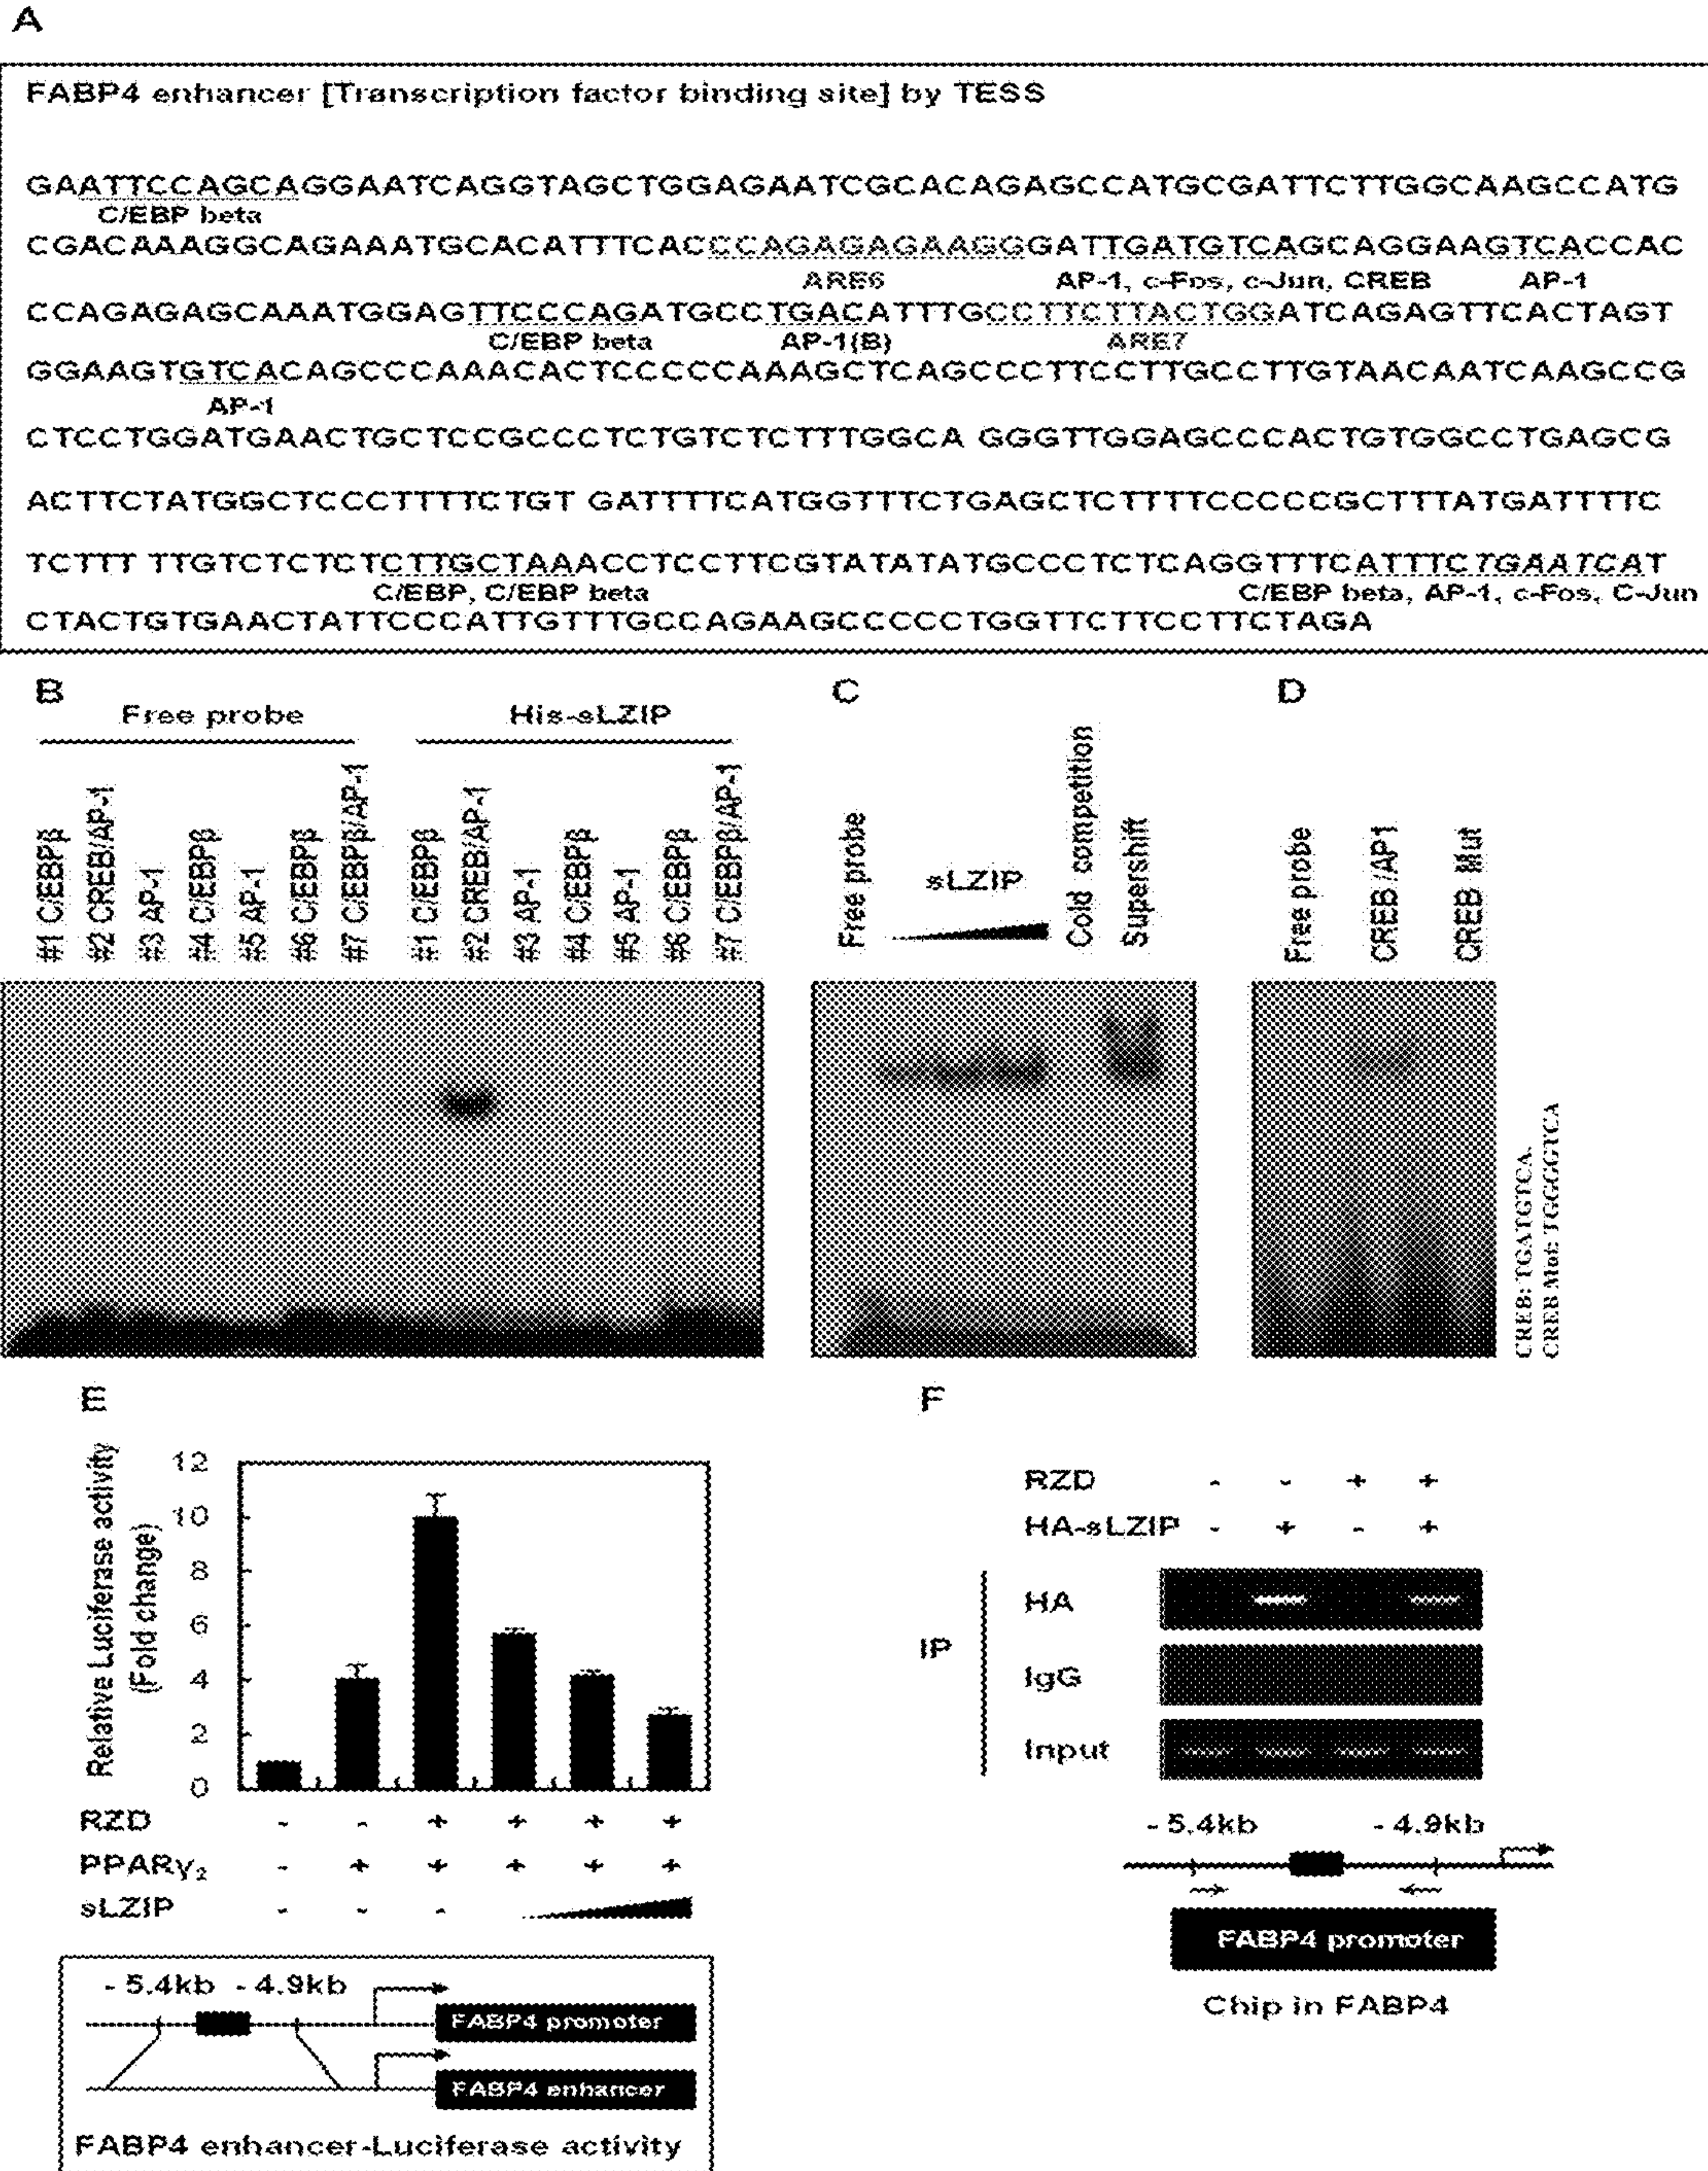 A
FABP4 enhancer [Transcription factor binding site] by TESS
GAATTCCAGCAGGAATCAGGTAGCTGGAGAATCGCACAGAGCCATGCGATTCTTGGCAAGCCATG
C/EBP beta
CGACAAAGGCAGAAATGCACATTTCACCCAGAGAGAAGGGATTGATGTCAGCAGGAAGTCACCAC
ARE6 AP-1, c-Fos, c-Jun, CREB AP-1
CCAGAGAGCAAATGGAGTTCCCAGATGCCTGACATTTGCCTTCTTACTGGATCAGAGTTCACTAGT
C/EBP beta AP-1(B) ARE7
GGAAGTGTCACAGCCCAAACACTCCCCCAAAGCTCAGCCCTTCCTTGCCTTGTAACAATCAAGCCG
AP-1
CTCCTGGATGAACTGCTCCGCCCTCTGTCTCTTTGGCA GGGTTGGAGCCCACTGTGGCCTGAGCG
ACTTCTATGGCTCCCTTTTCTGT GATTTTCATGGTTTCTGAGCTCTTTTCCCCCGCTTTATGATTTTC
TCTTT TTGTCTCTCTCTTGCTAAACCTCCTTCGTATATATGCCCTCTCAGGTTTCATTTCTGAATCAT
C/EBP, C/EBP beta C/EBP beta, AP-1, c-Fos, C-Jun
CTACTGTGAACTATTCCCATTGTTTGCCAGAAGCCCCCCTGGTTCTTCCTTCTAGA
B
Free probe His-sLZIP
#1 C/EBPβ
#2 CREB/AP-1
#3 AP-1
#4 C/EBPβ
#5 AP-1
#6 C/EBPβ
#7 C/EBPβ/AP-1
#1 C/EBPβ
#2 CREB/AP-1
#3 AP-1
#4 C/EBPβ
#5 AP-1
#6 C/EBPβ
#7 C/EBPβ/AP-1
C
Free probe
sLZIP
Cold competition
Supershift
D
Free probe
CREB/AP1
CREB Mut
CREB: TGATGTCA
CREB Mut: TGGGGTCA
E
Relative Luciferase activity
(Fold change)
12
10
8
6
4
2
0
RZD - - + + + +
PPARγ₂ - + + + + +
sLZIP - - -
- 5.4kb - 4.9kb
FABP4 promoter
FABP4 enhancer
FABP4 enhancer-Luciferase activity
F
RZD - - + +
HA-sLZIP - + - +
IP
HA
IgG
Input
- 5.4kb - 4.9kb
FABP4 promoter
Chip in FABP4